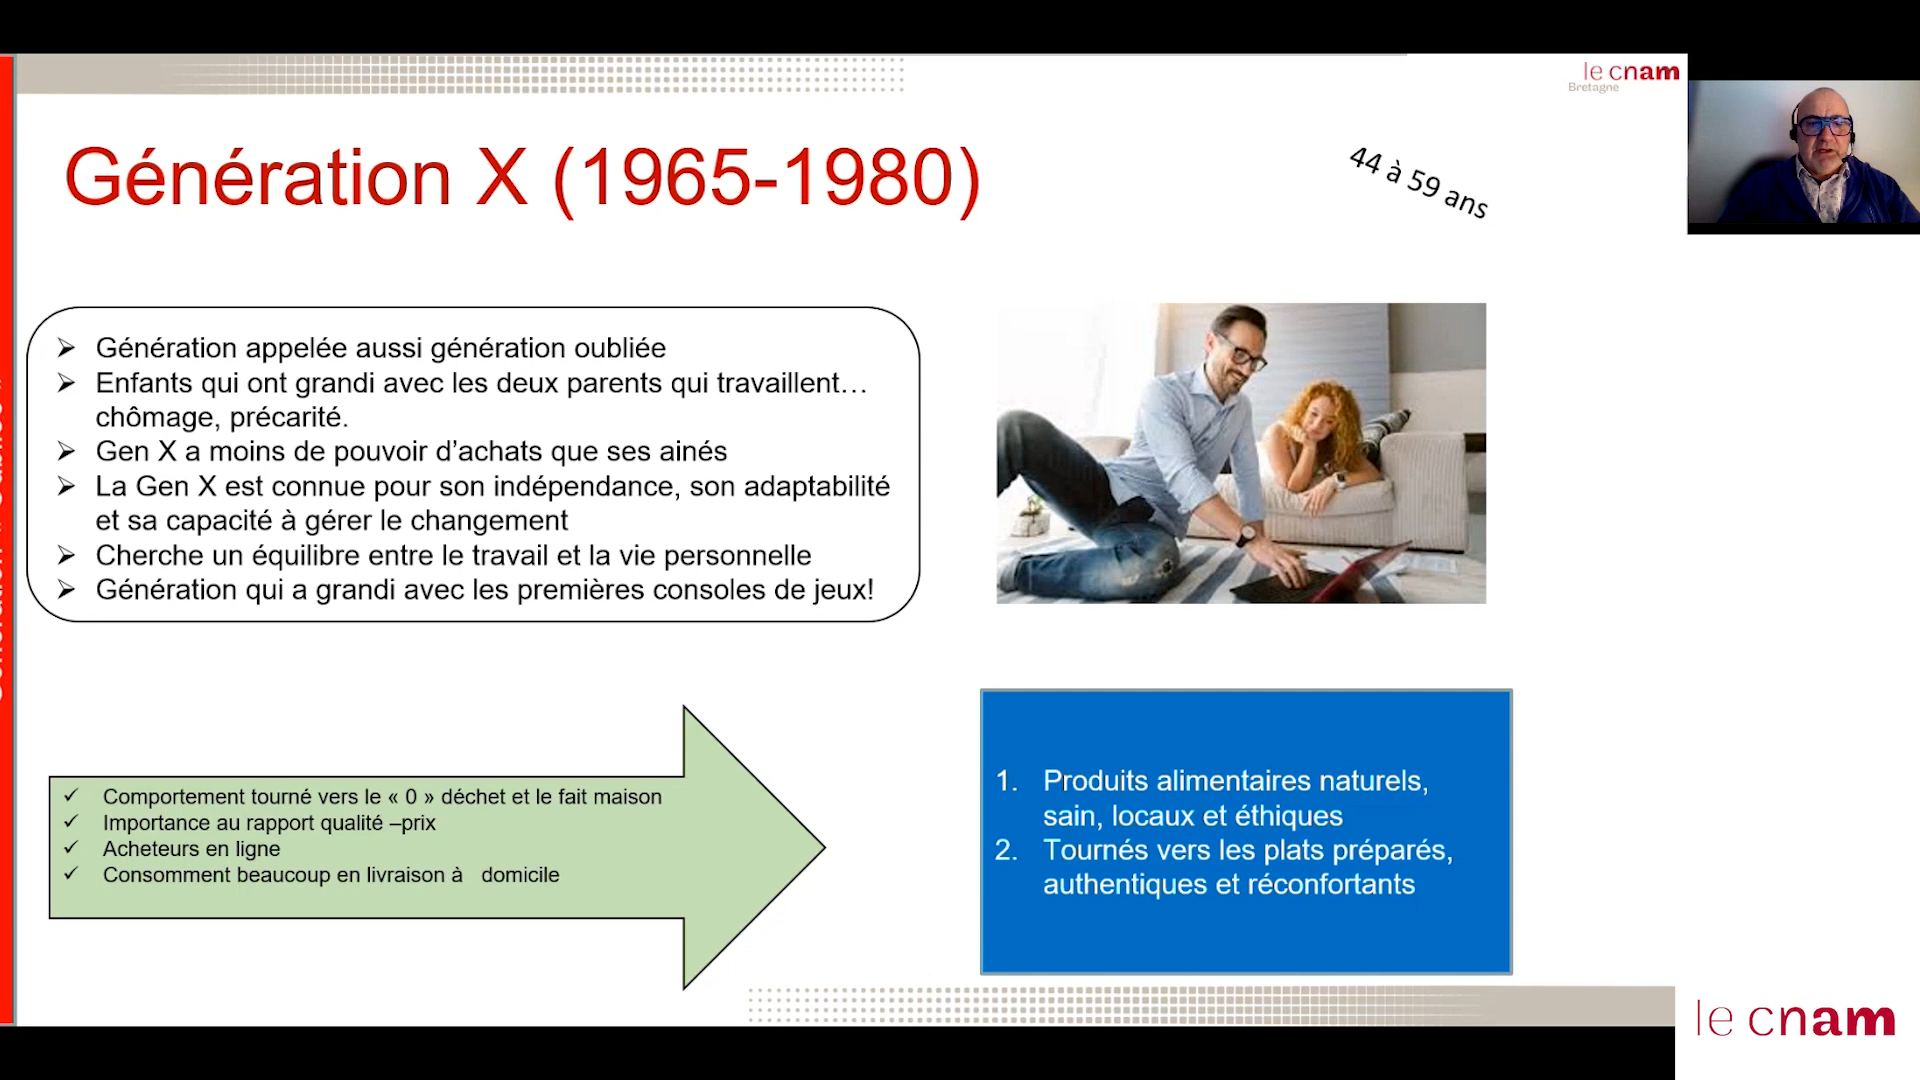 le cnam
Bretagne
Génération X (1965-1980)
44 à 59 ans
Génération appelée aussi génération oubliée
Enfants qui ont grandi avec les deux parents qui travaillent…
chômage, précarité.
Gen X a moins de pouvoir d’achats que ses ainés
La Gen X est connue pour son indépendance, son adaptabilité
et sa capacité à gérer le changement
Cherche un équilibre entre le travail et la vie personnelle
Génération qui a grandi avec les premières consoles de jeux!
Comportement tourné vers le « 0 » déchet et le fait maison
Importance au rapport qualité –prix
Acheteurs en ligne
Consomment beaucoup en livraison à domicile
1. Produits alimentaires naturels,
sain, locaux et éthiques
2. Tournés vers les plats préparés,
authentiques et réconfortants
le cnam